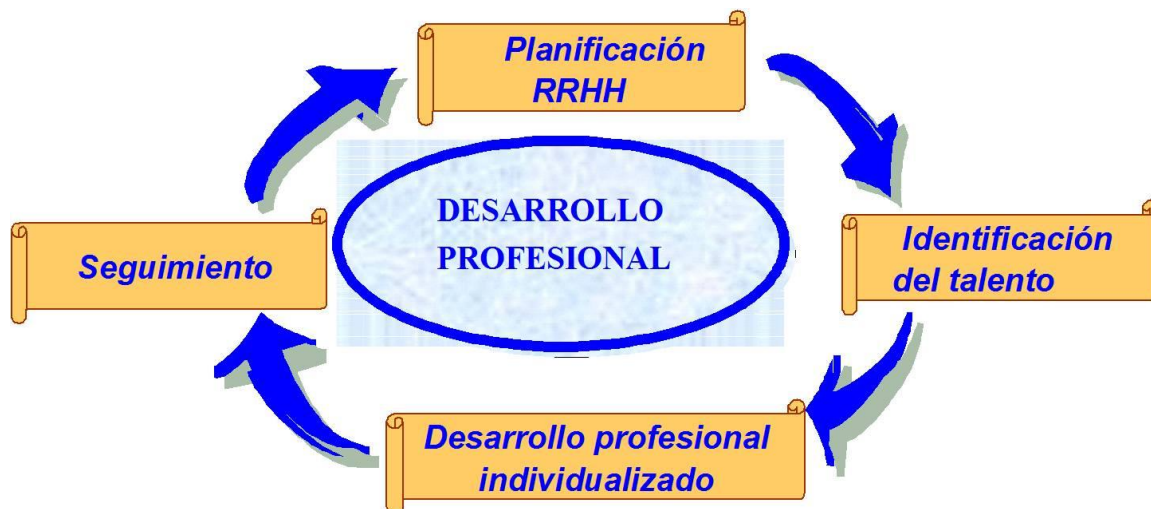 Planificación
RRHH
DESARROLLO
PROFESIONAL
Identificación
del talento
Seguimiento
Desarrollo profesional
individualizado